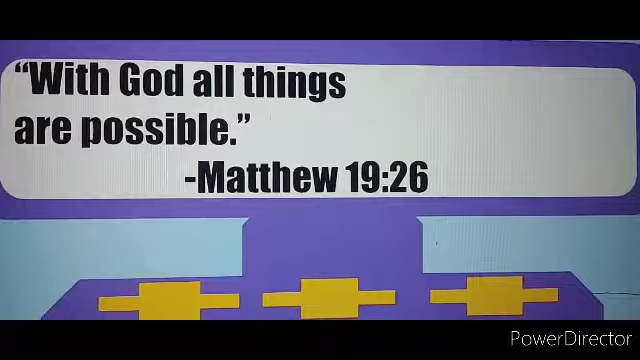 “With God all things
are possible.”
-Matthew 19:26
PowerDirector